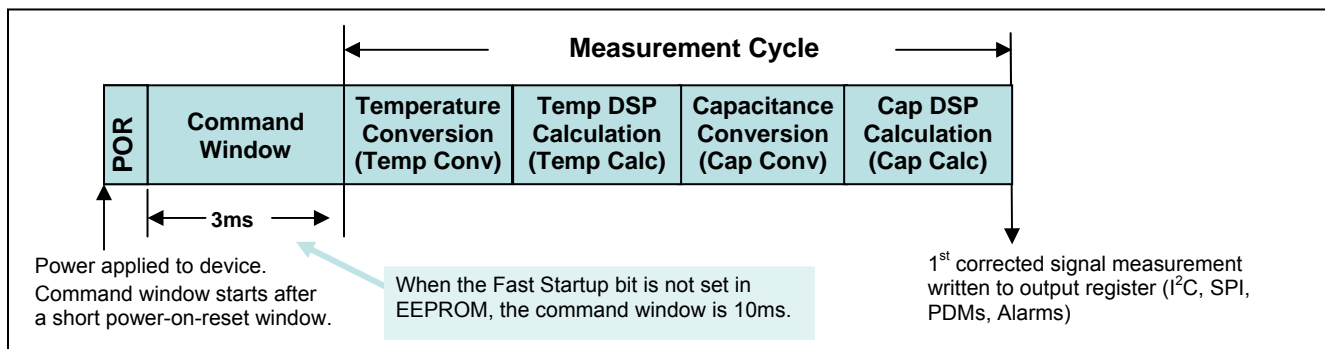 Measurement Cycle
POR
Command
Window
Temperature
Conversion
(Temp Conv)
Temp DSP
Calculation
(Temp Calc)
Capacitance
Conversion
(Cap Conv)
Cap DSP
Calculation
(Cap Calc)
3ms
Power applied to device.
Command window starts after
a short power-on-reset window.
When the Fast Startup bit is not set in
EEPROM, the command window is 10ms.
1st corrected signal measurement
written to output register (I2C, SPI,
PDMs, Alarms)